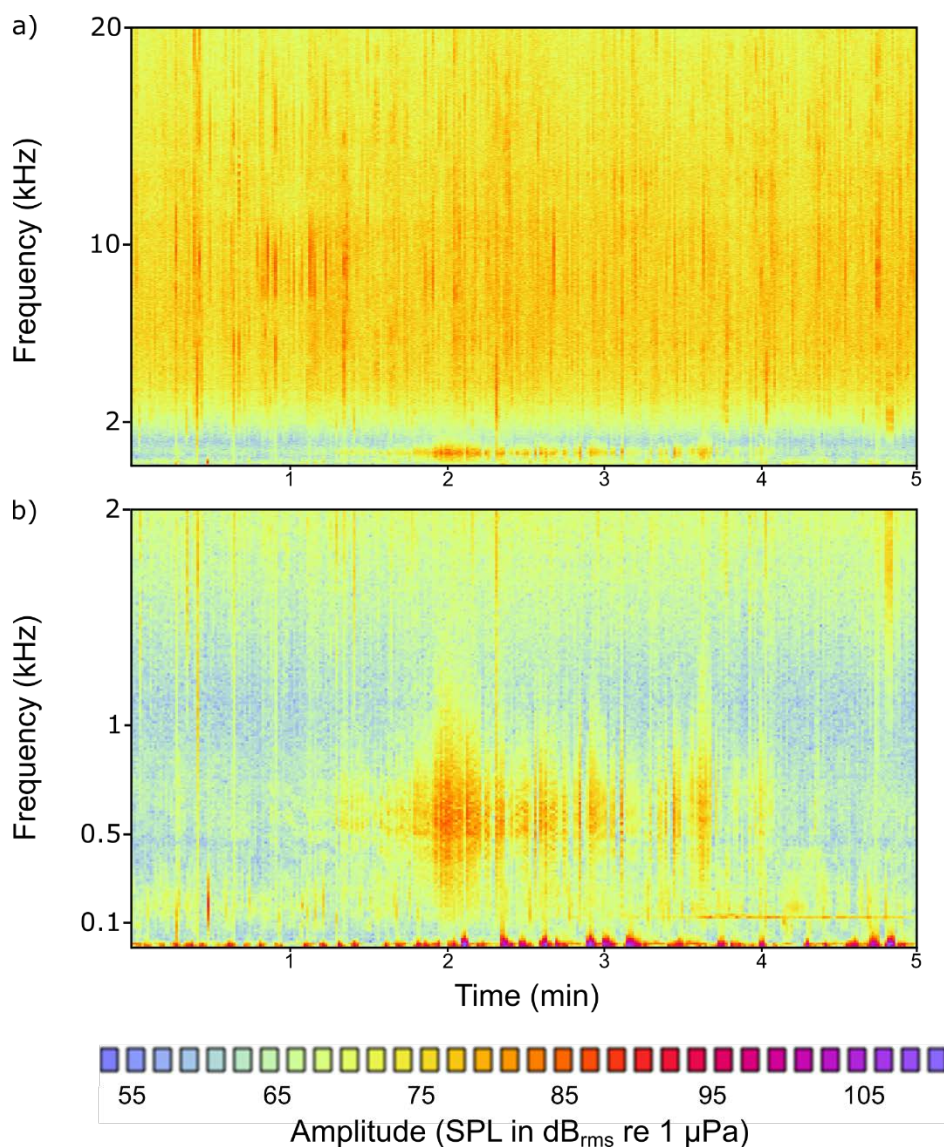 a)
20
10
2
Frequency (kHz)
1 2 3 4 5
b)
2
1
0.5
0.1
Frequency (kHz)
1 2 3 4 5
Time (min)
55 65 75 85 95 105
Amplitude (SPL in dBrms re 1 µPa)